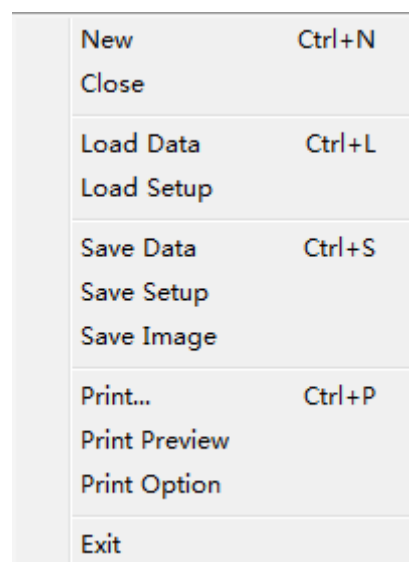 New Ctrl+N
Close
Load Data Ctrl+L
Load Setup
Save Data Ctrl+S
Save Setup
Save Image
Print... Ctrl+P
Print Preview
Print Option
Exit